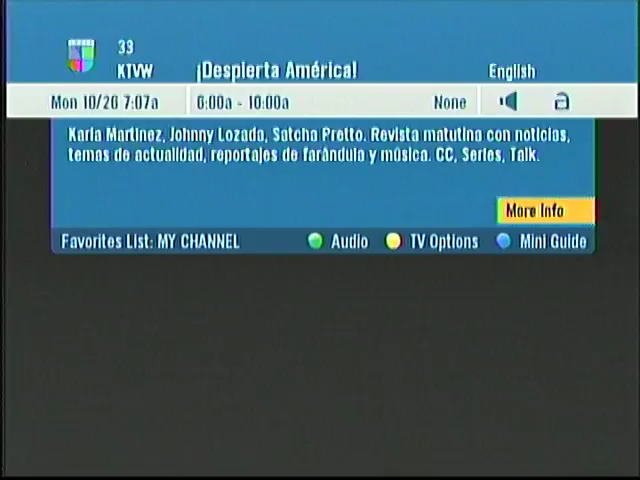 33
KTVW
¡Despierta América!
English
Mon 10/20 7:07a
6:00a - 10:00a
None
Karla Martínez, Johnny Lozada, Satcha Pretto. Revista matutina con noticias,
temas de actualidad, reportajes de farándula y música. CC, Series, Talk.
More Info
Favorites List: MY CHANNEL
Audio
TV Options
Mini Guide